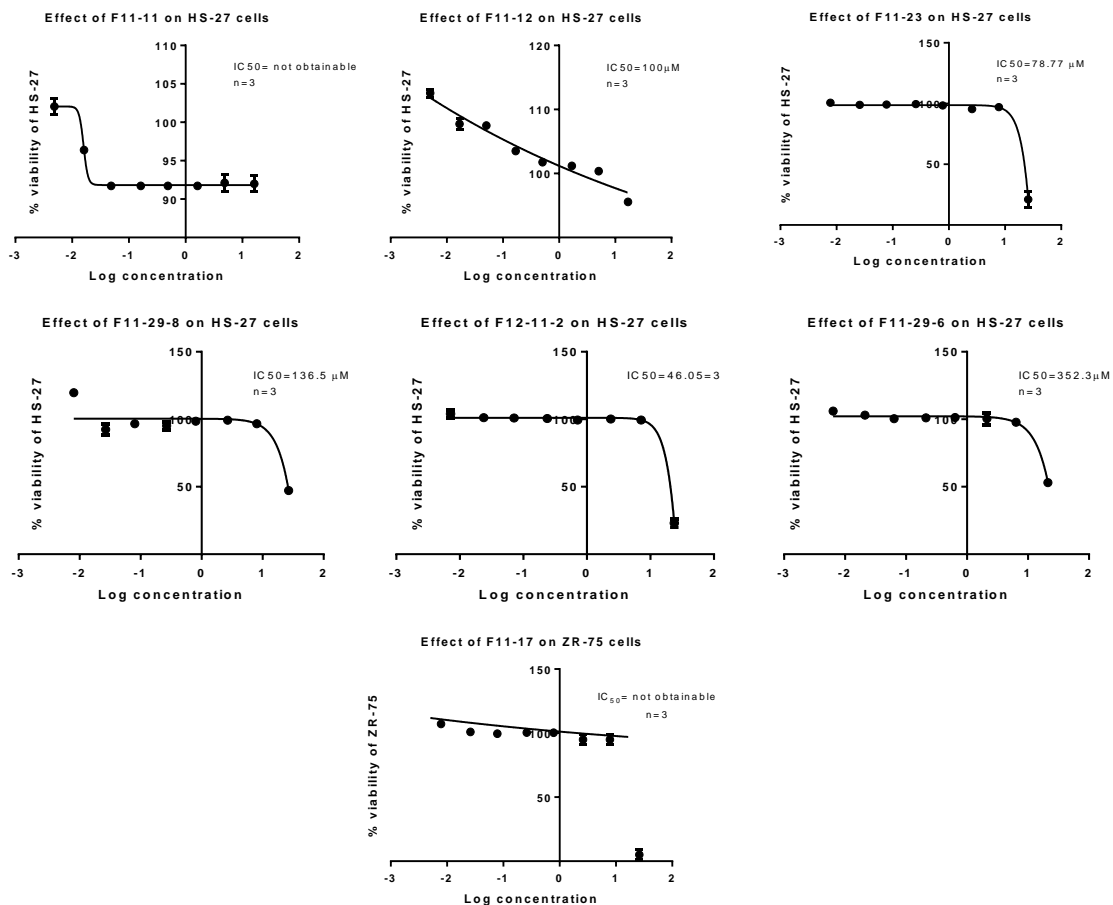 Effect of F11-11 on HS-27 cells
% viability of HS-27
110
105
100
95
90
IC50= not obtainable
n=3
-3 -2 -1 0 1 2
Log concentration
Effect of F11-12 on HS-27 cells
% viability of HS-27
120
110
100
IC50=100µM
n=3
-3 -2 -1 0 1 2
Log concentration
Effect of F11-23 on HS-27 cells
% viability of HS-27
150
100
50
IC50=78.77 µM
n=3
-3 -2 -1 0 1 2
Log concentration
Effect of F11-29-8 on HS-27 cells
% viability of HS-27
150
100
50
IC50=136.5 µM
n=3
-3 -2 -1 0 1 2
Log concentration
Effect of F12-11-2 on HS-27 cells
% viability of HS-27
150
100
50
IC50=46.05=3
-3 -2 -1 0 1 2
Log concentration
Effect of F11-29-6 on HS-27 cells
% viability of HS-27
150
100
50
IC50=352.3µM
n=3
-3 -2 -1 0 1 2
Log concentration
Effect of F11-17 on ZR-75 cells
% viability of ZR-75
150
100
50
IC50= not obtainable
n=3
-3 -2 -1 0 1 2
Log concentration